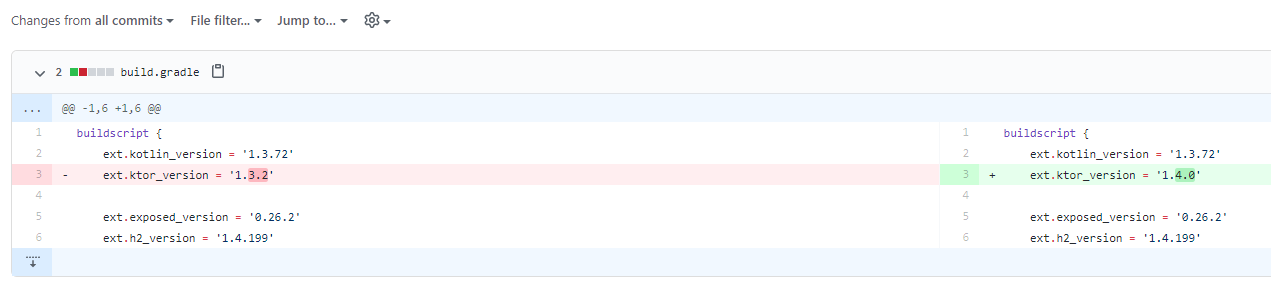 Changes from all commits File filter... Jump to...
2 build.gradle
... @@ -1,6 +1,6 @@
1 buildscript {
2 ext.kotlin_version = '1.3.72'
3 - ext.ktor_version = '1.3.2'
4
5 ext.exposed_version = '0.26.2'
6 ext.h2_version = '1.4.199'
1 buildscript {
2 ext.kotlin_version = '1.3.72'
3 + ext.ktor_version = '1.4.0'
4
5 ext.exposed_version = '0.26.2'
6 ext.h2_version = '1.4.199'